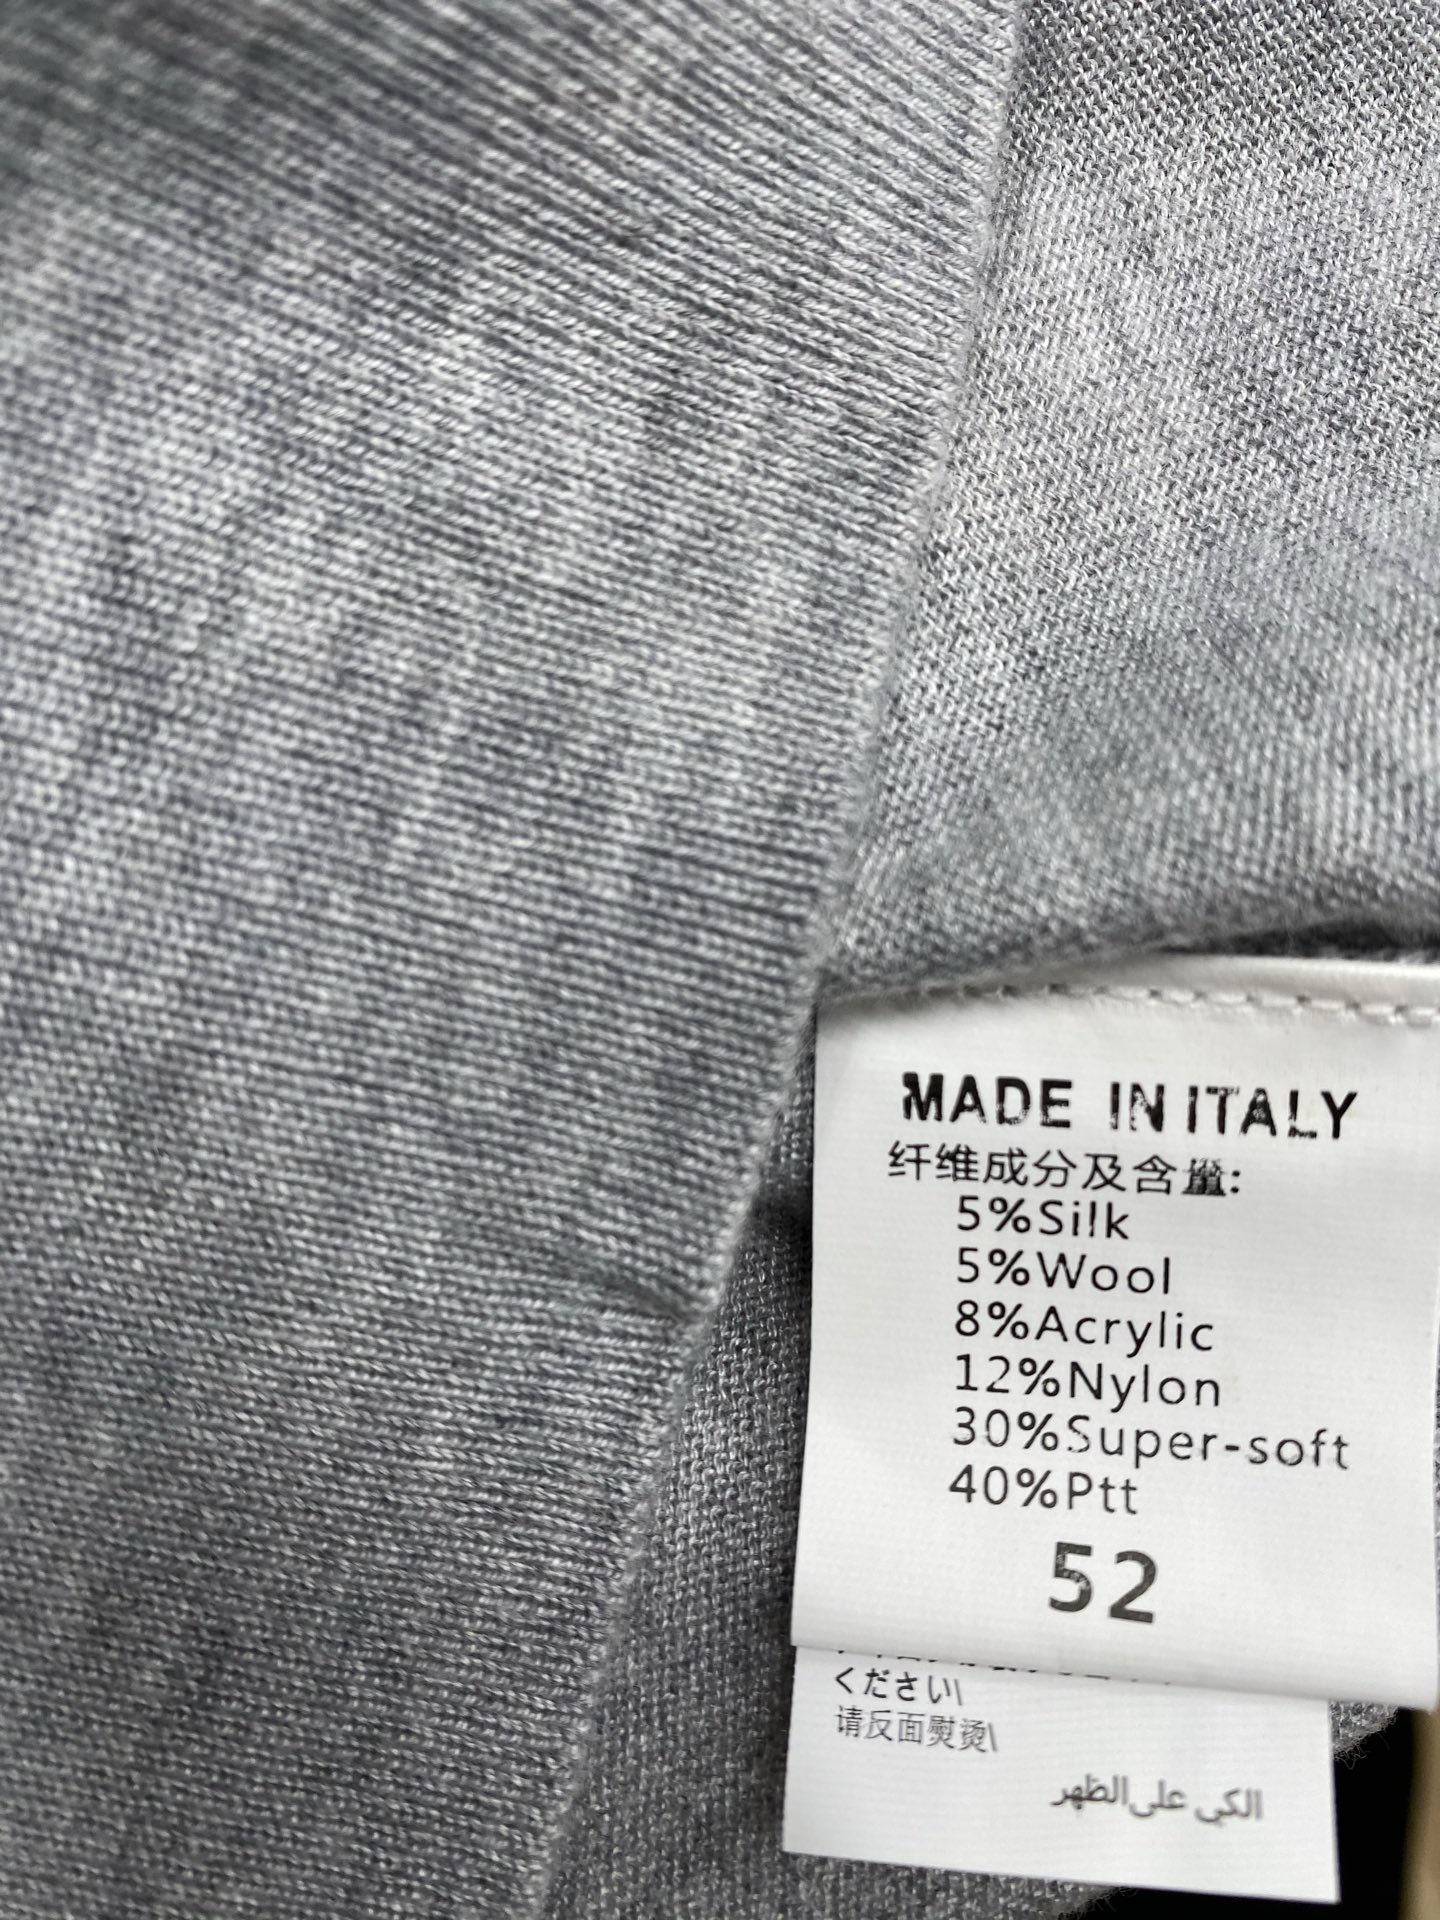 MADE IN ITALY
纤维成分及含量:
5%Silk
5%Wool
8%Acrylic
12%Nylon
30%Super-soft
40%Ptt
52
ください\
请反面熨烫\
الكي على الظهر